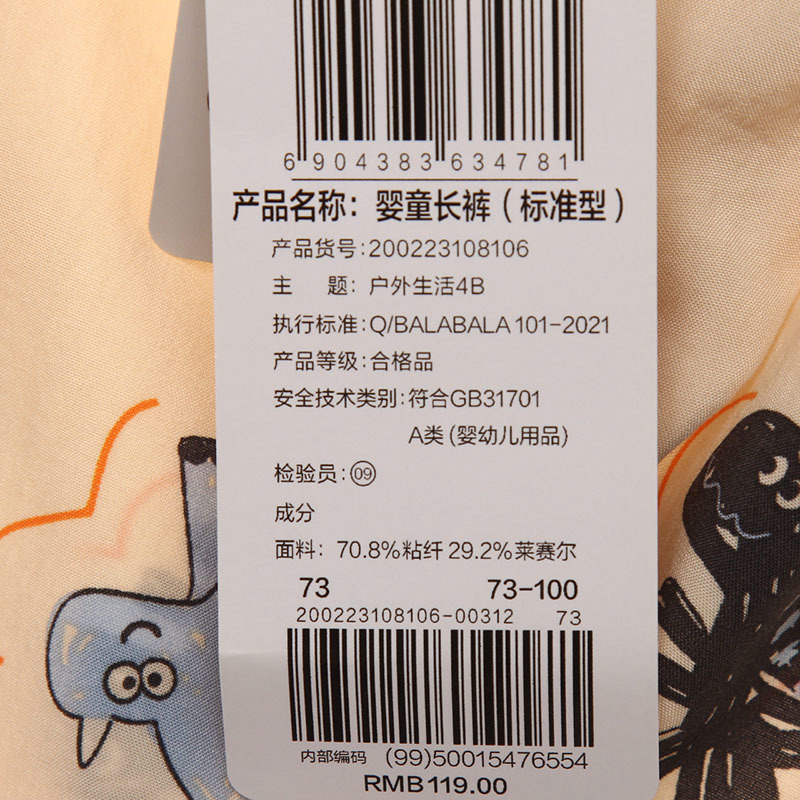 6 904383 634781
产品名称：婴童长裤（标准型）
产品货号：200223108106
主 题：户外生活4B
执行标准：Q/BALABALA 101-2021
产品等级：合格品
安全技术类别：符合GB31701
A类（婴幼儿用品）
检验员：09
成分
面料：70.8%粘纤 29.2%莱赛尔
73 73-100
200223108106-00312 73
内部编码 (99)50015476554
RMB119.00